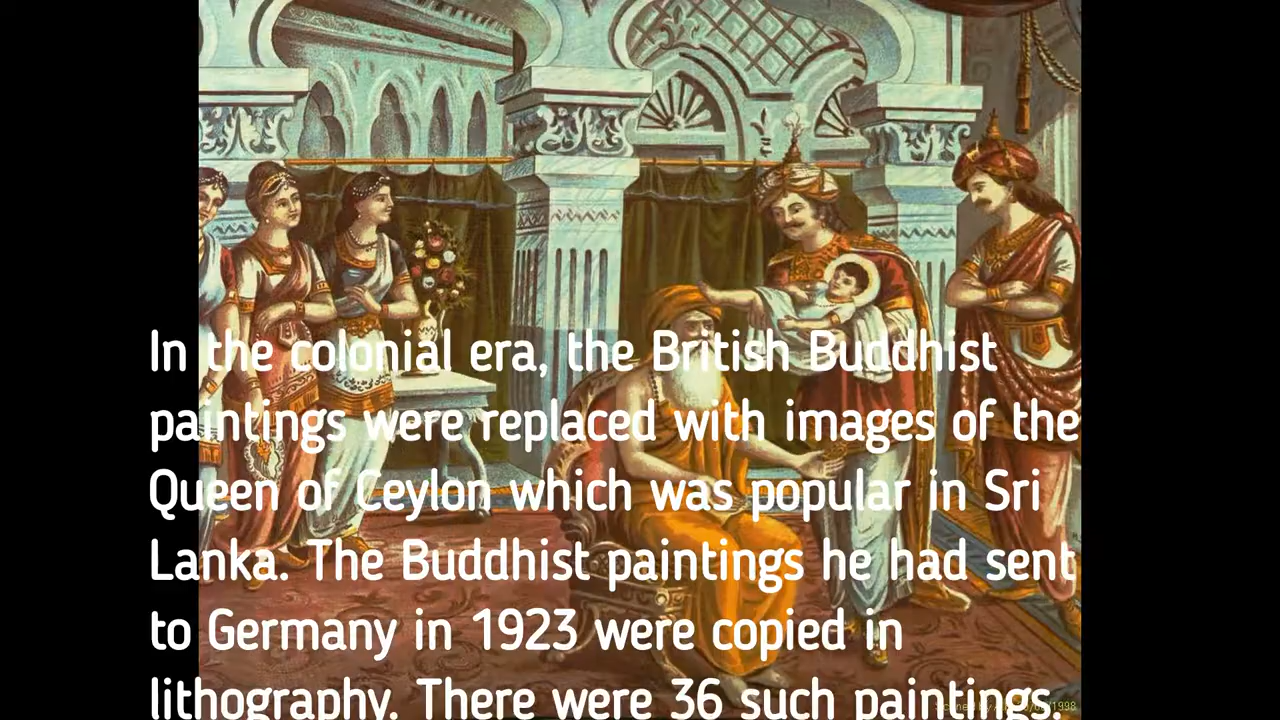 In the colonial era, the British Buddhist
paintings were replaced with images of the
Queen of Ceylon which was popular in Sri
Lanka. The Buddhist paintings he had sent
to Germany in 1923 were copied in
lithography. There were 36 such paintings.